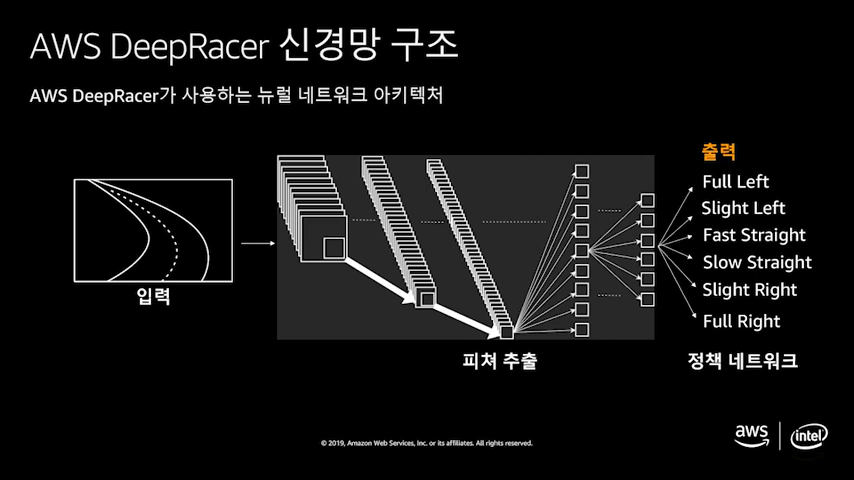 AWS DeepRacer 신경망 구조
AWS DeepRacer가 사용하는 뉴럴 네트워크 아키텍처
출력
Full Left
Slight Left
Fast Straight
Slow Straight
Slight Right
Full Right
입력
피쳐 추출
정책 네트워크
© 2019, Amazon Web Services, Inc. or its affiliates. All rights reserved.
aws
intel